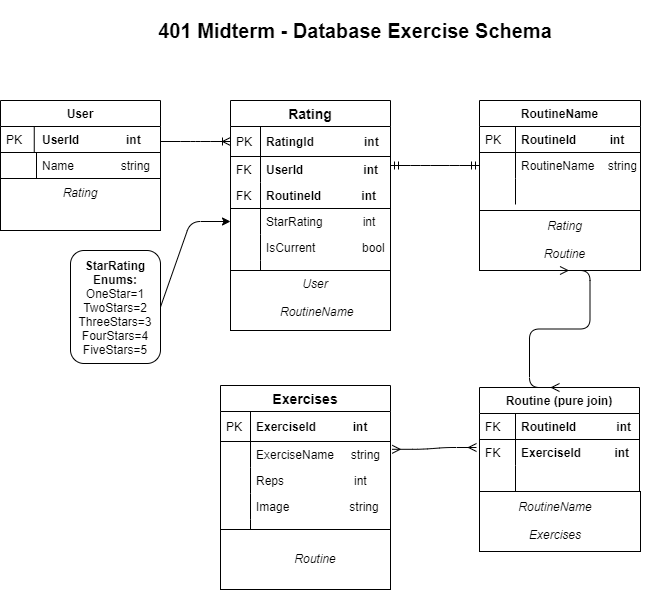 401 Midterm - Database Exercise Schema
User
PK UserId int
Name string
Rating
Rating
PK RatingId int
FK UserId int
FK RoutineId int
StarRating int
IsCurrent bool
User
RoutineName
RoutineName
PK RoutineId int
RoutineName string
Rating
Routine
StarRating
Enums:
OneStar=1
TwoStars=2
ThreeStars=3
FourStars=4
FiveStars=5
Exercises
PK ExerciseId int
ExerciseName string
Reps int
Image string
Routine
Routine (pure join)
FK RoutineId int
FK ExerciseId int
RoutineName
Exercises